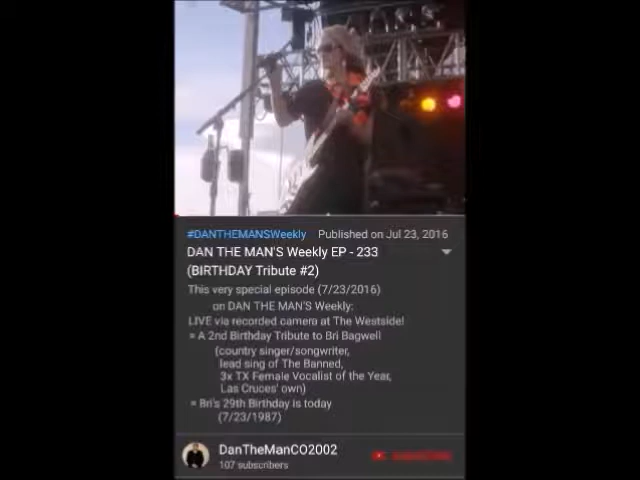 #DANTHEMANSWeekly Published on Jul 23, 2016
DAN THE MAN'S Weekly EP - 233
(BIRTHDAY Tribute #2)
This very special episode (7/23/2016)
on DAN THE MAN'S Weekly:
LIVE via recorded camera at The Westside!
= A 2nd Birthday Tribute to Bri Bagwell
(country singer/songwriter,
lead sing of The Banned,
3x TX Female Vocalist of the Year,
Las Cruces' own)
= Bri's 29th Birthday is today
(7/23/1987)
DanTheManCO2002
107 subscribers